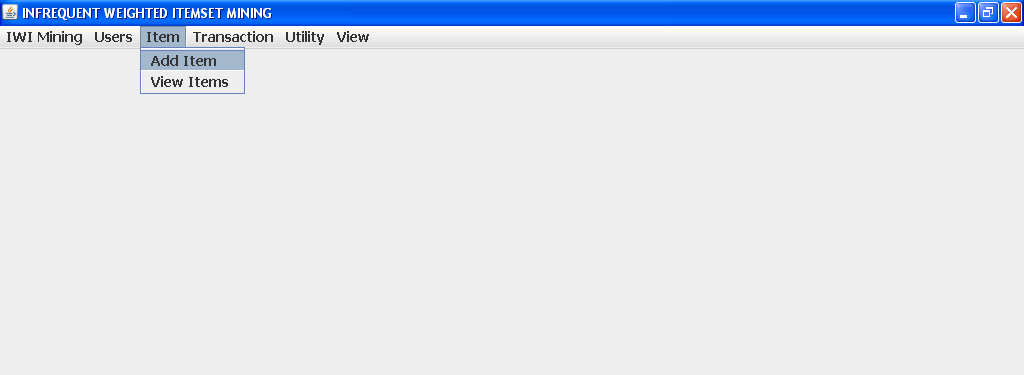 INFREQUENT WEIGHTED ITEMSET MINING
IWI Mining Users Item Transaction Utility View
Add Item
View Items